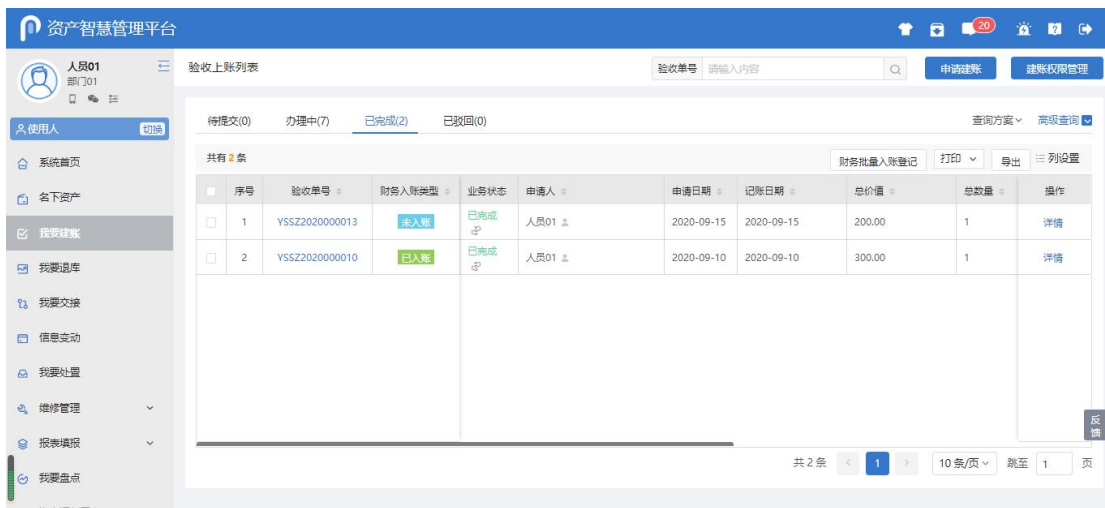 资产智慧管理平台
20
人员01
部门01
使用人 切换
系统首页
名下资产
我要建账
我要退库
我要交接
信息变动
我要处置
维修管理
报表填报
我要盘点
验收上账列表
验收单号 请输入内容
申请建账 建账权限管理
待提交(0) 办理中(7) 已完成(2) 已驳回(0) 查询方案 高级查询
共有 2 条 财务批量入账登记 打印 导出 列设置
序号 验收单号 财务入账类型 业务状态 申请人 申请日期 记账日期 总价值 总数量 操作
1 YSSZ2020000013 未入账 已完成 人员01 2020-09-15 2020-09-15 200.00 1 详情
2 YSSZ2020000010 已入账 已完成 人员01 2020-09-10 2020-09-10 300.00 1 详情
共 2 条 < 1 > 10 条/页 跳至 1 页
反馈